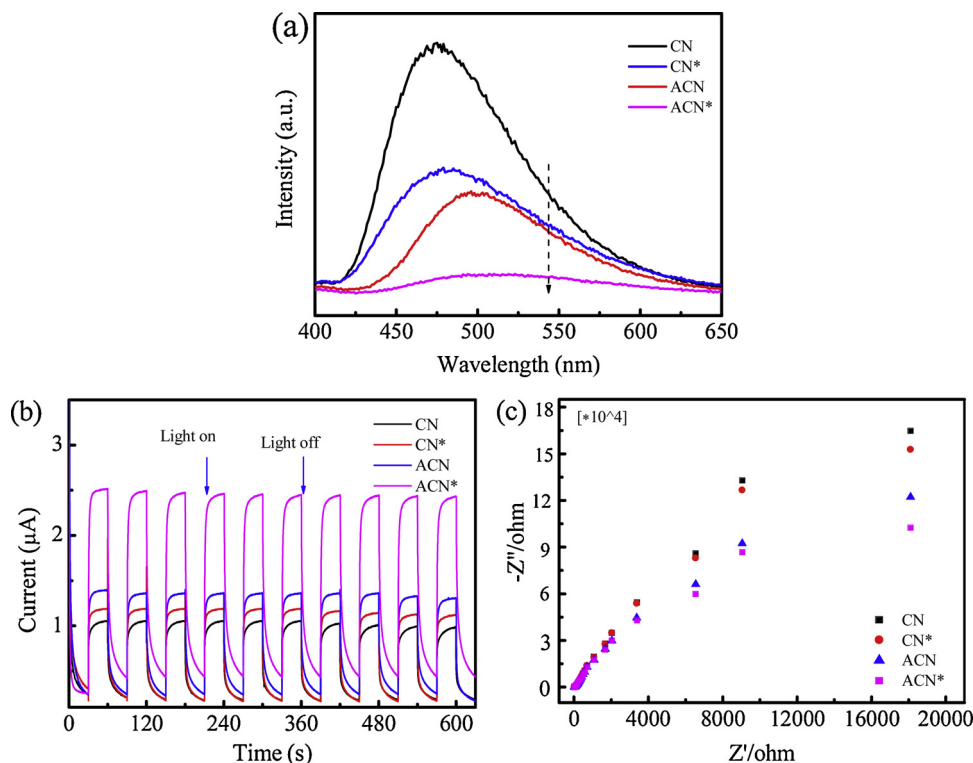 (a)
CN
CN*
ACN
ACN*
Intensity (a.u.)
400 450 500 550 600 650
Wavelength (nm)
(b)
CN
CN*
ACN
ACN*
Light on
Light off
3
2
1
Current (μA)
0 120 240 360 480 600
Time (s)
(c)
[*10^4]
18
15
12
9
6
3
0
-Z''/ohm
CN
CN*
ACN
ACN*
0 4000 8000 12000 16000 20000
Z'/ohm